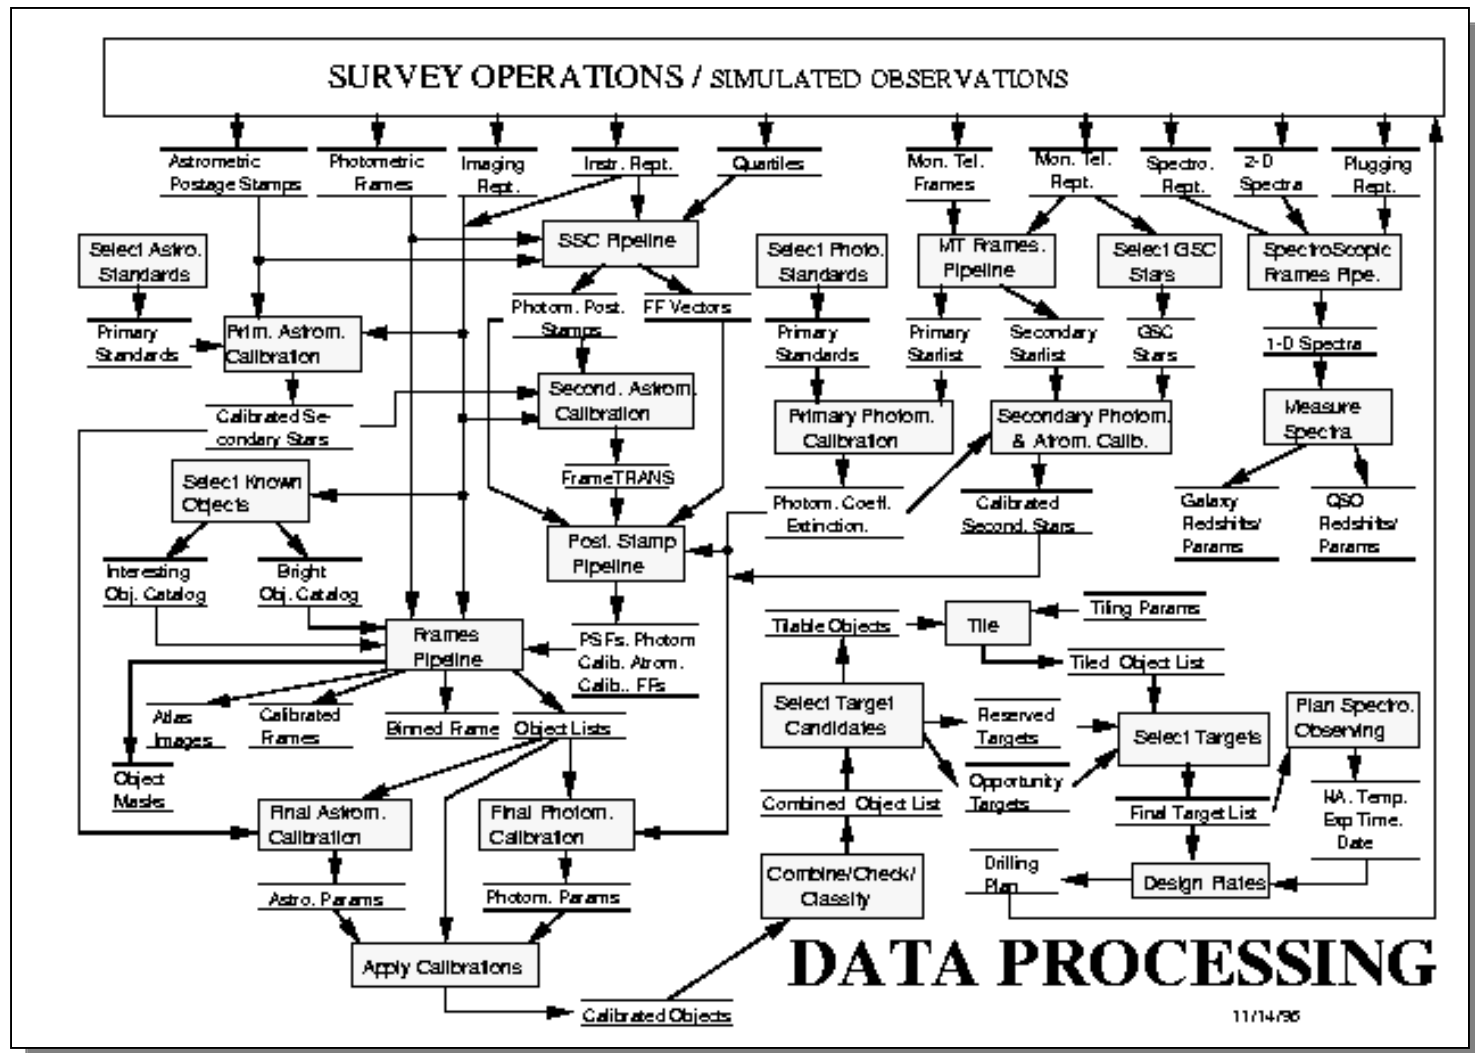 SURVEY OPERATIONS / SIMULATED OBSERVATIONS
Astrometric
Postage Stamps
Photometric
Frames
Imaging
Rept.
Instr. Rept.
Quartiles
Mon. Tel.
Frames
Mon. Tel.
Rept.
Spectro.
Rept.
2-D
Spectra
Plugging
Rept.
Select Astro.
Standards
SSC Pipeline
Select Photo.
Standards
MT Frames.
Pipeline
Select GSC
Stars
SpectroScopic
Frames Pipe.
Photom. Post.
Stamps
FF Vectors
Primary
Standards
Prim. Astrom.
Calibration
Primary
Standards
Primary
Starlist
Secondary
Starlist
GSC
Stars
1-D Spectra
Second. Astrom.
Calibration
Calibrated Se-
condary Stars
Primary Photom.
Calibration
Secondary Photom.
& Atrom. Calib.
Measure
Spectra
Select Known
Objects
FrameTRANS
Photom. Coeff.
Extinction.
Calibrated
Second. Stars
Galaxy
Redshifts/
Params
QSO
Redshifts/
Params
Post. Stamp
Pipeline
Interesting
Obj. Catalog
Bright
Obj. Catalog
Frames
Pipeline
PSFs. Photom
Calib. Atrom.
Calib.. FFs
Tilable Objects
Tile
Tiling Params
Tiled Object List
Atlas
Images
Calibrated
Frames
Binned Frame
Object Lists
Select Target
Candidates
Reserved
Targets
Select Targets
Plan Spectro.
Observing
Object
Masks
Opportunity
Targets
Final Astrom.
Calibration
Final Photom.
Calibration
Combined Object List
Final Target List
HA. Temp.
Exp Time.
Date
Combine/Check/
Classify
Drilling
Plan
Design Plates
Astro. Params
Photom. Params
Apply Calibrations
Calibrated Objects
DATA PROCESSING
11/14/96